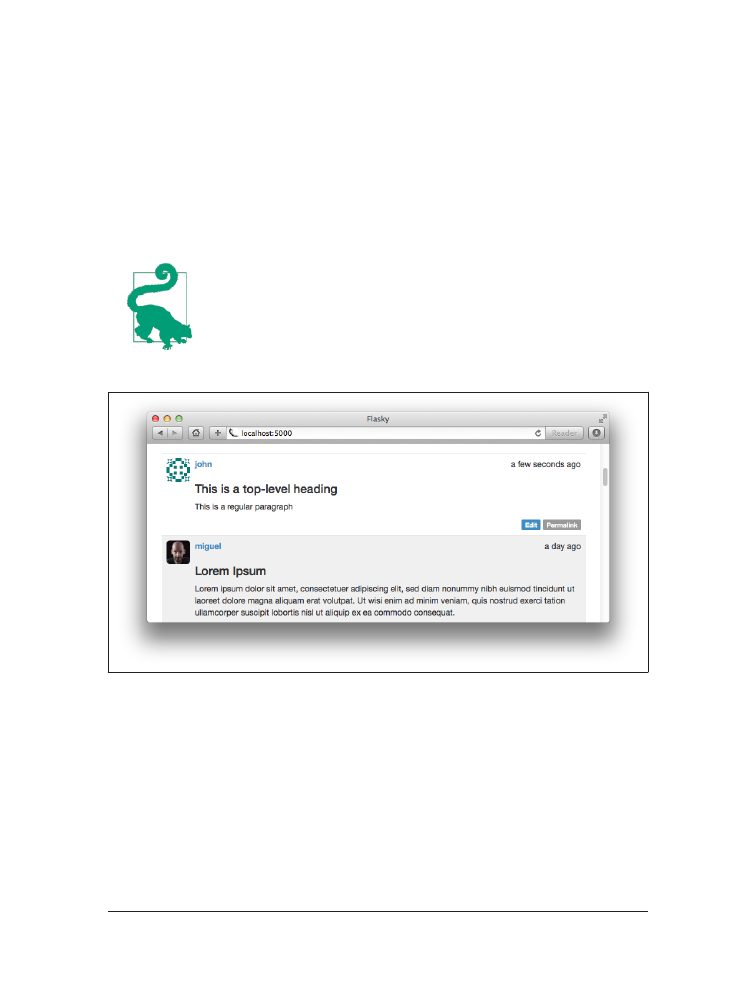 Flasky
localhost:5000
Reader
john
a few seconds ago
This is a top-level heading
This is a regular paragraph
Edit
Permalink
miguel
a day ago
Lorem Ipsum
Lorem ipsum dolor sit amet, consectetuer adipiscing elit, sed diam nonummy nibh euismod tincidunt ut
laoreet dolore magna aliquam erat volutpat. Ut wisi enim ad minim veniam, quis nostrud exerci tation
ullamcorper suscipit lobortis nisl ut aliquip ex ea commodo consequat.